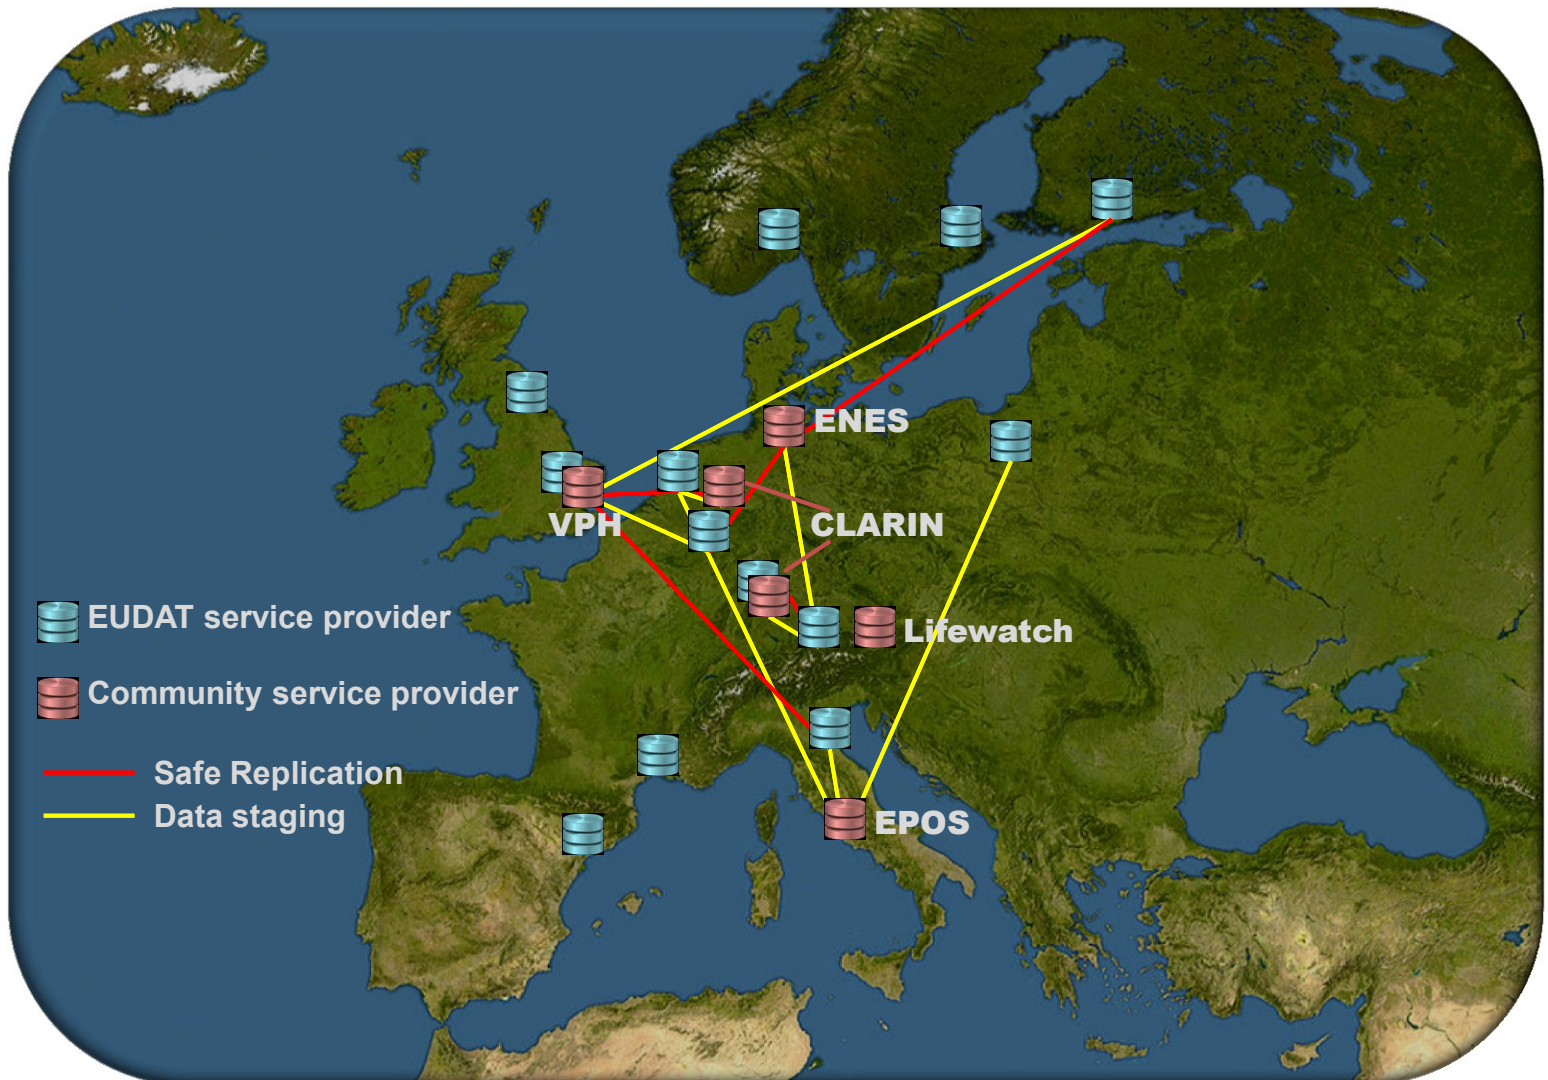 ENES
VPH
CLARIN
EUDAT service provider
Lifewatch
Community service provider
Safe Replication
Data staging
EPOS